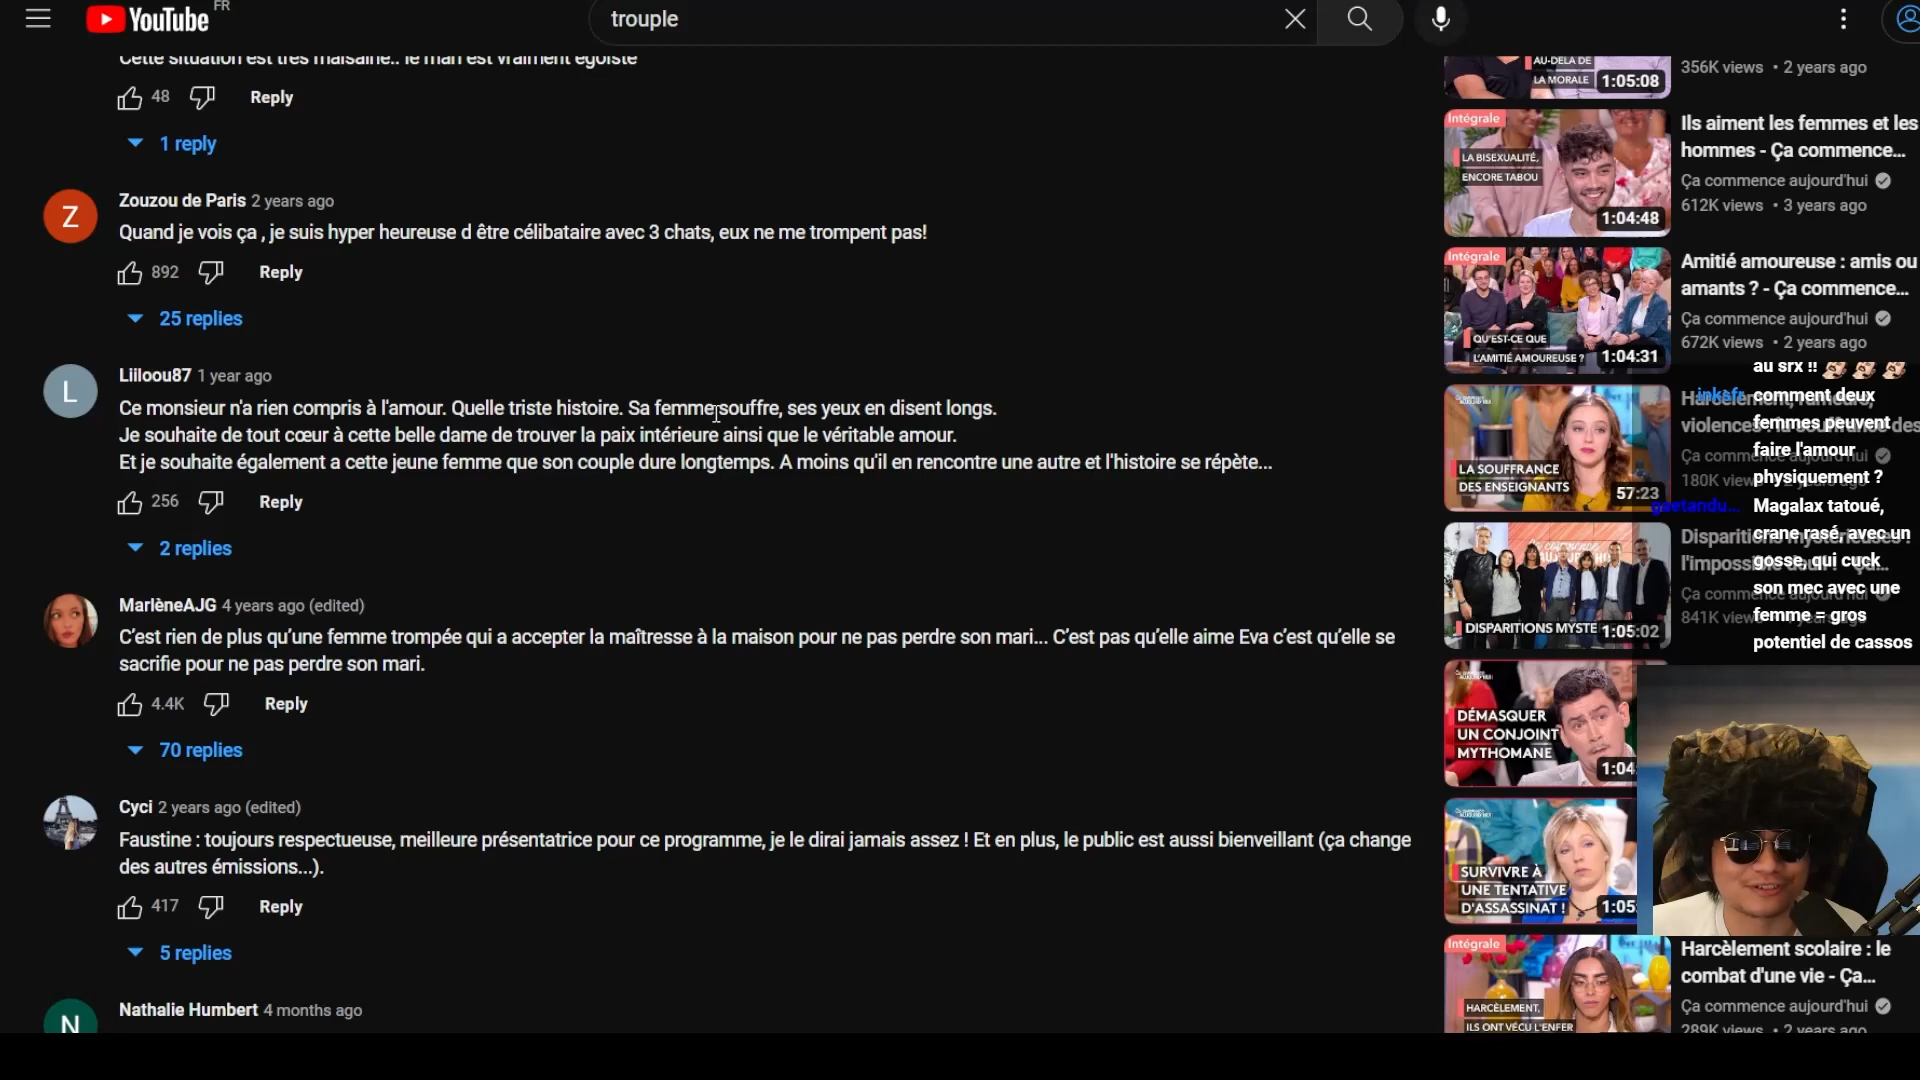 YouTube FR
trouple
Cette situation est très malsaine.. le mari est vraiment égoïste
48 Reply
1 reply
Z
Zouzou de Paris 2 years ago
Quand je vois ça , je suis hyper heureuse d être célibataire avec 3 chats, eux ne me trompent pas!
892 Reply
25 replies
L
Liiloou87 1 year ago
Ce monsieur n'a rien compris à l'amour. Quelle triste histoire. Sa femme souffre, ses yeux en disent longs.
Je souhaite de tout cœur à cette belle dame de trouver la paix intérieure ainsi que le véritable amour.
Et je souhaite également a cette jeune femme que son couple dure longtemps. A moins qu'il en rencontre une autre et l'histoire se répète...
256 Reply
2 replies
MarlèneAJG 4 years ago (edited)
C’est rien de plus qu’une femme trompée qui a accepter la maîtresse à la maison pour ne pas perdre son mari... C’est pas qu’elle aime Eva c’est qu’elle se
sacrifie pour ne pas perdre son mari.
4.4K Reply
70 replies
Cyci 2 years ago (edited)
Faustine : toujours respectueuse, meilleure présentatrice pour ce programme, je le dirai jamais assez ! Et en plus, le public est aussi bienveillant (ça change
des autres émissions...).
417 Reply
5 replies
N
Nathalie Humbert 4 months ago
AU-DELÀ DE
LA MORALE
1:05:08
356K views • 2 years ago
Intégrale
LA BISEXUALITÉ,
ENCORE TABOU
1:04:48
Ils aiment les femmes et les
hommes - Ça commence...
Ça commence aujourd'hui
612K views • 3 years ago
Intégrale
QU'EST-CE QUE
L'AMITIÉ AMOUREUSE ?
1:04:31
Amitié amoureuse : amis ou
amants ? - Ça commence...
Ça commence aujourd'hui
672K views • 2 years ago
LA SOUFFRANCE
DES ENSEIGNANTS
57:23
violences
Ça
180K
au srx !!
comment deux
femmes peuvent
faire l'amour
physiquement ?
gaetandu...
Magalax tatoué,
crane rasé, avec un
gosse, qui cuck
son mec avec une
femme = gros
potentiel de cassos
DISPARITIONS MYSTE
1:05:02
l'impossi
841K
DÉMASQUER
UN CONJOINT
MYTHOMANE
1:04
SURVIVRE À
UNE TENTATIVE
D'ASSASSINAT !
1:05
Intégrale
HARCÈLEMENT,
ILS ONT VÉCU L'ENFER
Harcèlement scolaire : le
combat d'une vie - Ça...
Ça commence aujourd'hui
289K views • 2 years ago